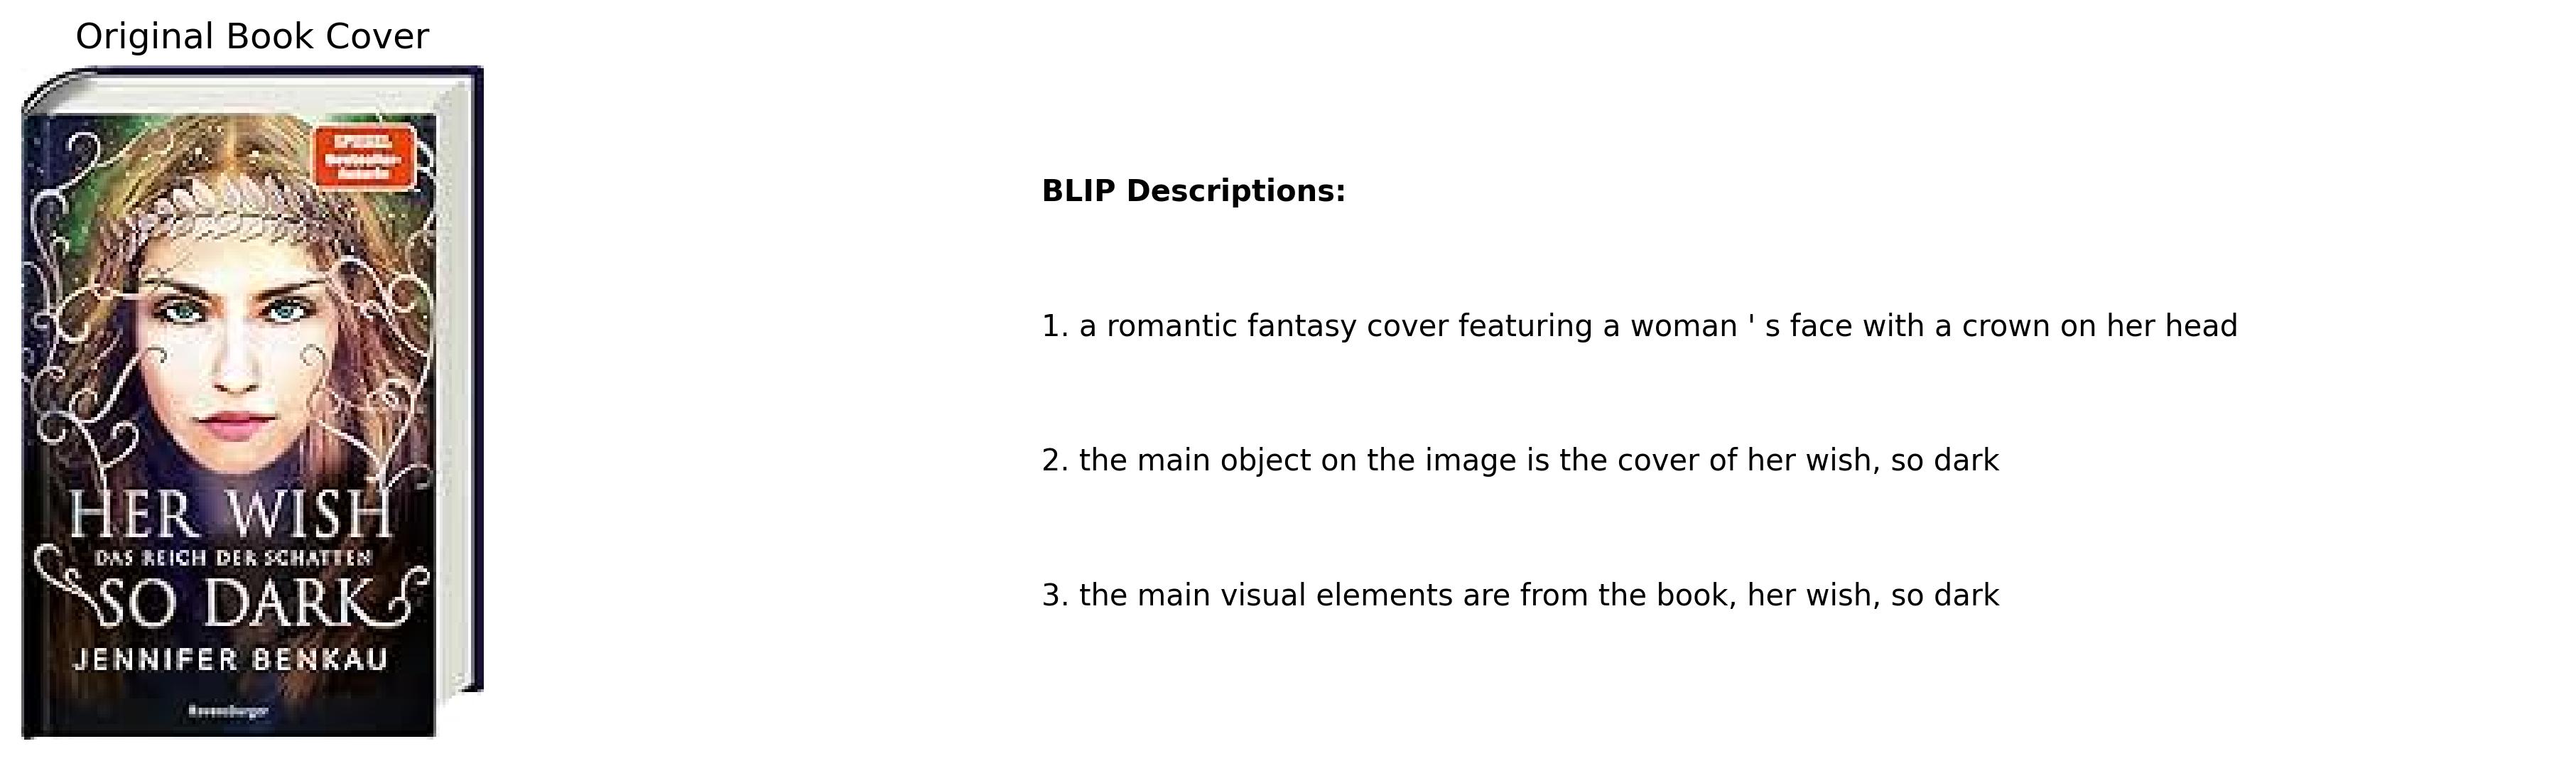 Original Book Cover
SPIEGEL
Bestseller-
Autorin
HER WISH
DAS REICH DER SCHATTEN
SO DARK
JENNIFER BENKAU
Ravensburger
BLIP Descriptions:
1. a romantic fantasy cover featuring a woman ' s face with a crown on her head
2. the main object on the image is the cover of her wish, so dark
3. the main visual elements are from the book, her wish, so dark